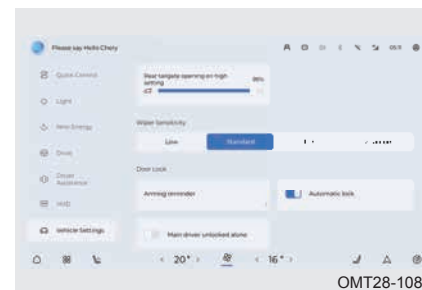 Please say Hello Chery
Quick Control
Rear tailgate opening on high
setting
Light
New Energy
Water Sensitivity
Low
Standard
Drive
Door Lock
Driver
Assistance
Arming reminder
Automatic lock
HUD
Vehicle Settings
Main driver unlocked alone
20°
16°
OMT28-108